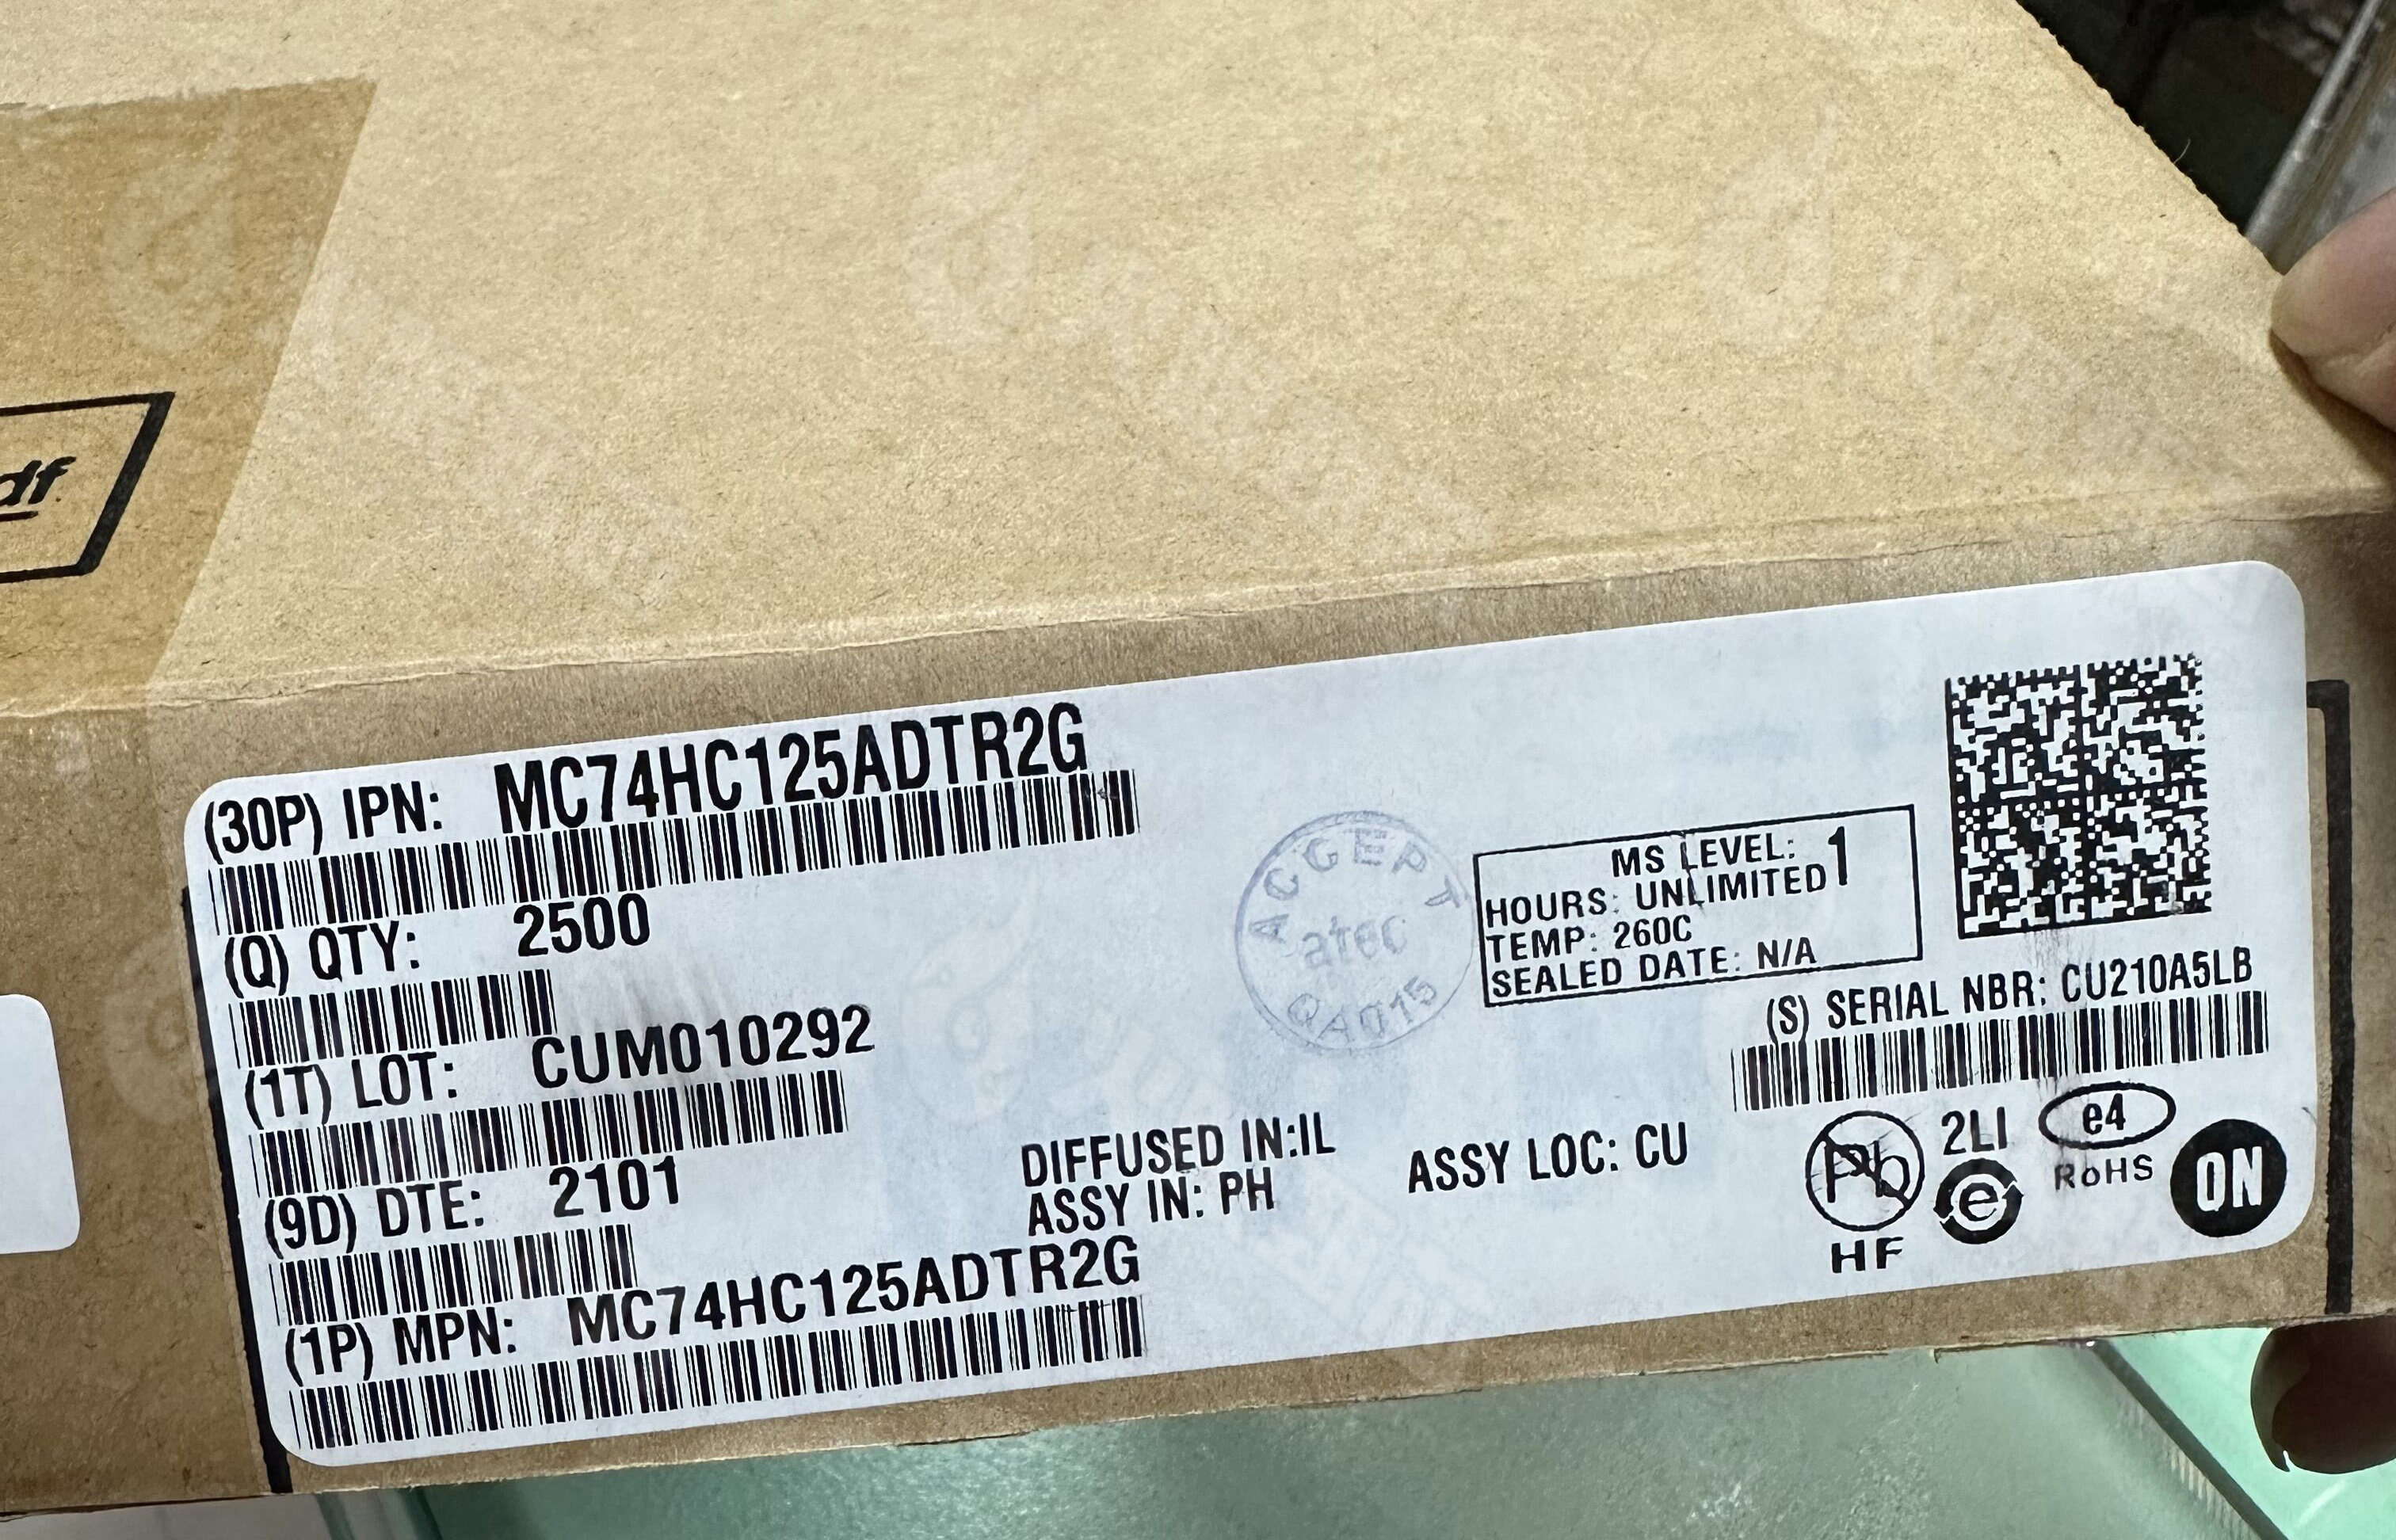 df.
(30P) IPN: MC74HC125ADTR2G
(Q) QTY: 2500
(1T) LOT: CUM010292
(9D) DTE: 2101
(1P) MPN: MC74HC125ADTR2G
DIFFUSED IN:IL
ASSY IN: PH
ASSY LOC: CU
ACCEPT
atec
QA015
MS LEVEL: 1
HOURS: UNLIMITED
TEMP: 260C
SEALED DATE: N/A
(S) SERIAL NBR: CU210A5LB
Pb
HF
2LI
e
e4
RoHS
ON